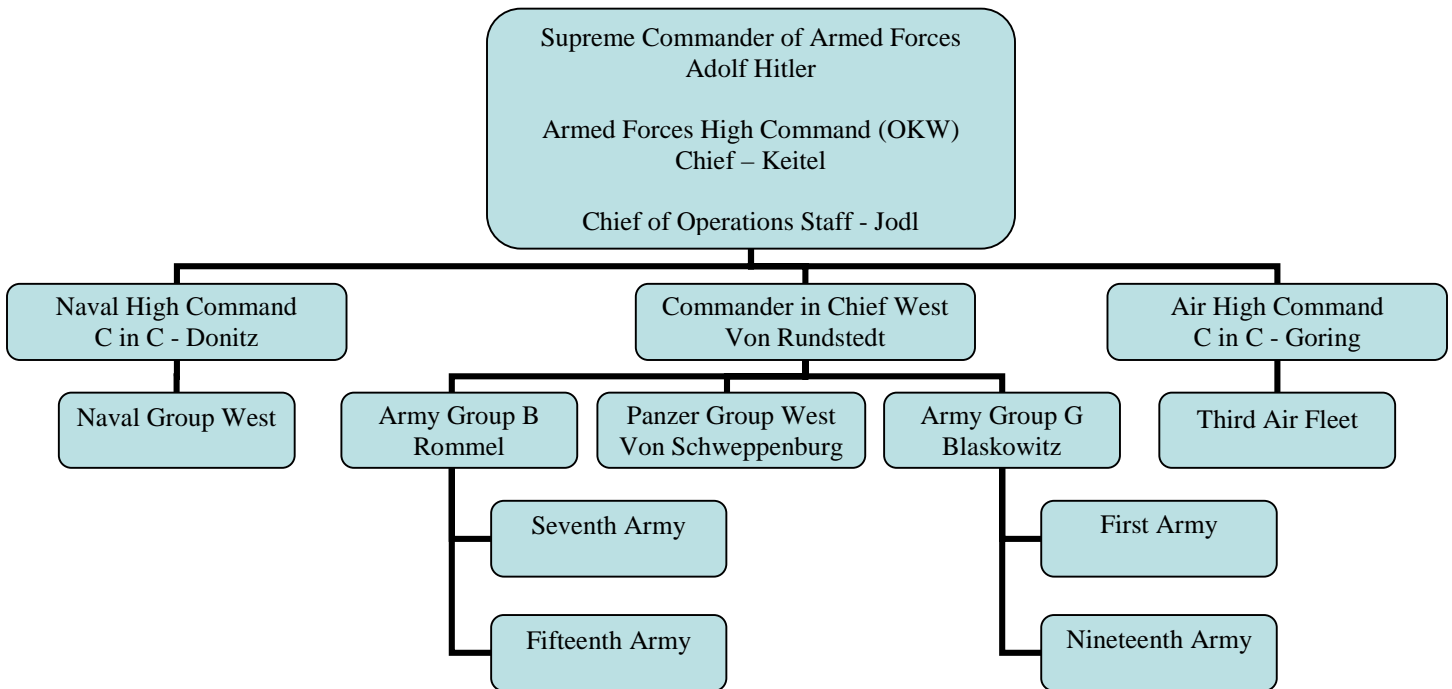 Supreme Commander of Armed Forces
Adolf Hitler
Armed Forces High Command (OKW)
Chief – Keitel
Chief of Operations Staff - Jodl
Naval High Command
C in C - Donitz
Commander in Chief West
Von Rundstedt
Air High Command
C in C - Goring
Naval Group West
Army Group B
Rommel
Panzer Group West
Von Schweppenburg
Army Group G
Blaskowitz
Third Air Fleet
Seventh Army
First Army
Fifteenth Army
Nineteenth Army